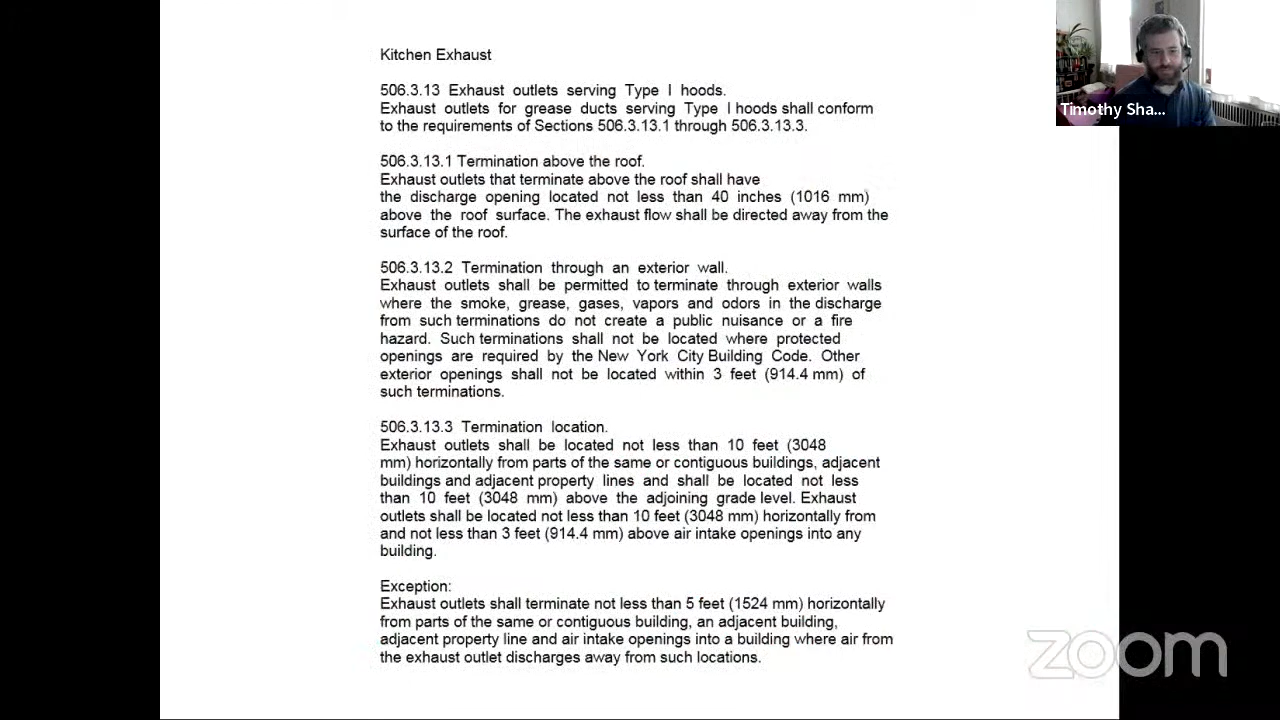 Kitchen Exhaust
506.3.13 Exhaust outlets serving Type I hoods.
Exhaust outlets for grease ducts serving Type I hoods shall conform
to the requirements of Sections 506.3.13.1 through 506.3.13.3.
506.3.13.1 Termination above the roof.
Exhaust outlets that terminate above the roof shall have
the discharge opening located not less than 40 inches (1016 mm)
above the roof surface. The exhaust flow shall be directed away from the
surface of the roof.
506.3.13.2 Termination through an exterior wall.
Exhaust outlets shall be permitted to terminate through exterior walls
where the smoke, grease, gases, vapors and odors in the discharge
from such terminations do not create a public nuisance or a fire
hazard. Such terminations shall not be located where protected
openings are required by the New York City Building Code. Other
exterior openings shall not be located within 3 feet (914.4 mm) of
such terminations.
506.3.13.3 Termination location.
Exhaust outlets shall be located not less than 10 feet (3048
mm) horizontally from parts of the same or contiguous buildings, adjacent
buildings and adjacent property lines and shall be located not less
than 10 feet (3048 mm) above the adjoining grade level. Exhaust
outlets shall be located not less than 10 feet (3048 mm) horizontally from
and not less than 3 feet (914.4 mm) above air intake openings into any
building.
Exception:
Exhaust outlets shall terminate not less than 5 feet (1524 mm) horizontally
from parts of the same or contiguous building, an adjacent building,
adjacent property line and air intake openings into a building where air from
the exhaust outlet discharges away from such locations.
Timothy Sha...
zoom